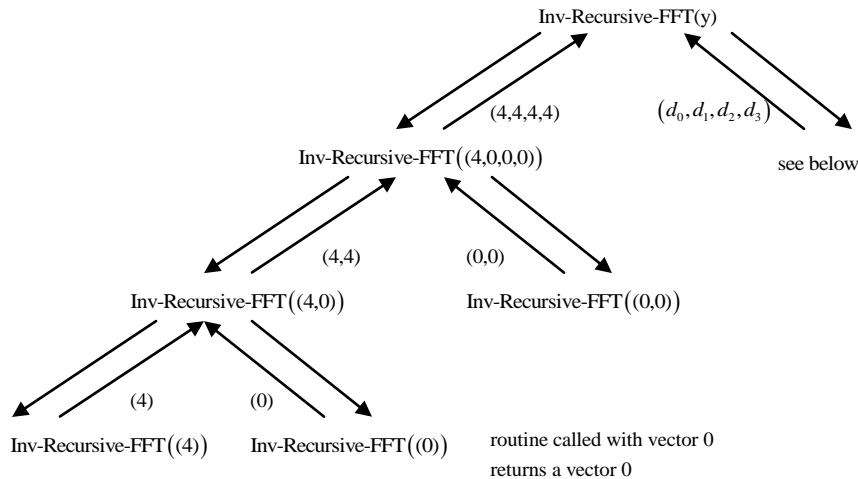 Inv-Recursive-FFT(y)
(4,4,4,4)
(d₀,d₁,d₂,d₃)
Inv-Recursive-FFT((4,0,0,0))
see below
(4,4)
(0,0)
Inv-Recursive-FFT((4,0))
Inv-Recursive-FFT((0,0))
(4)
(0)
Inv-Recursive-FFT((4))
Inv-Recursive-FFT((0))
routine called with vector 0
returns a vector 0